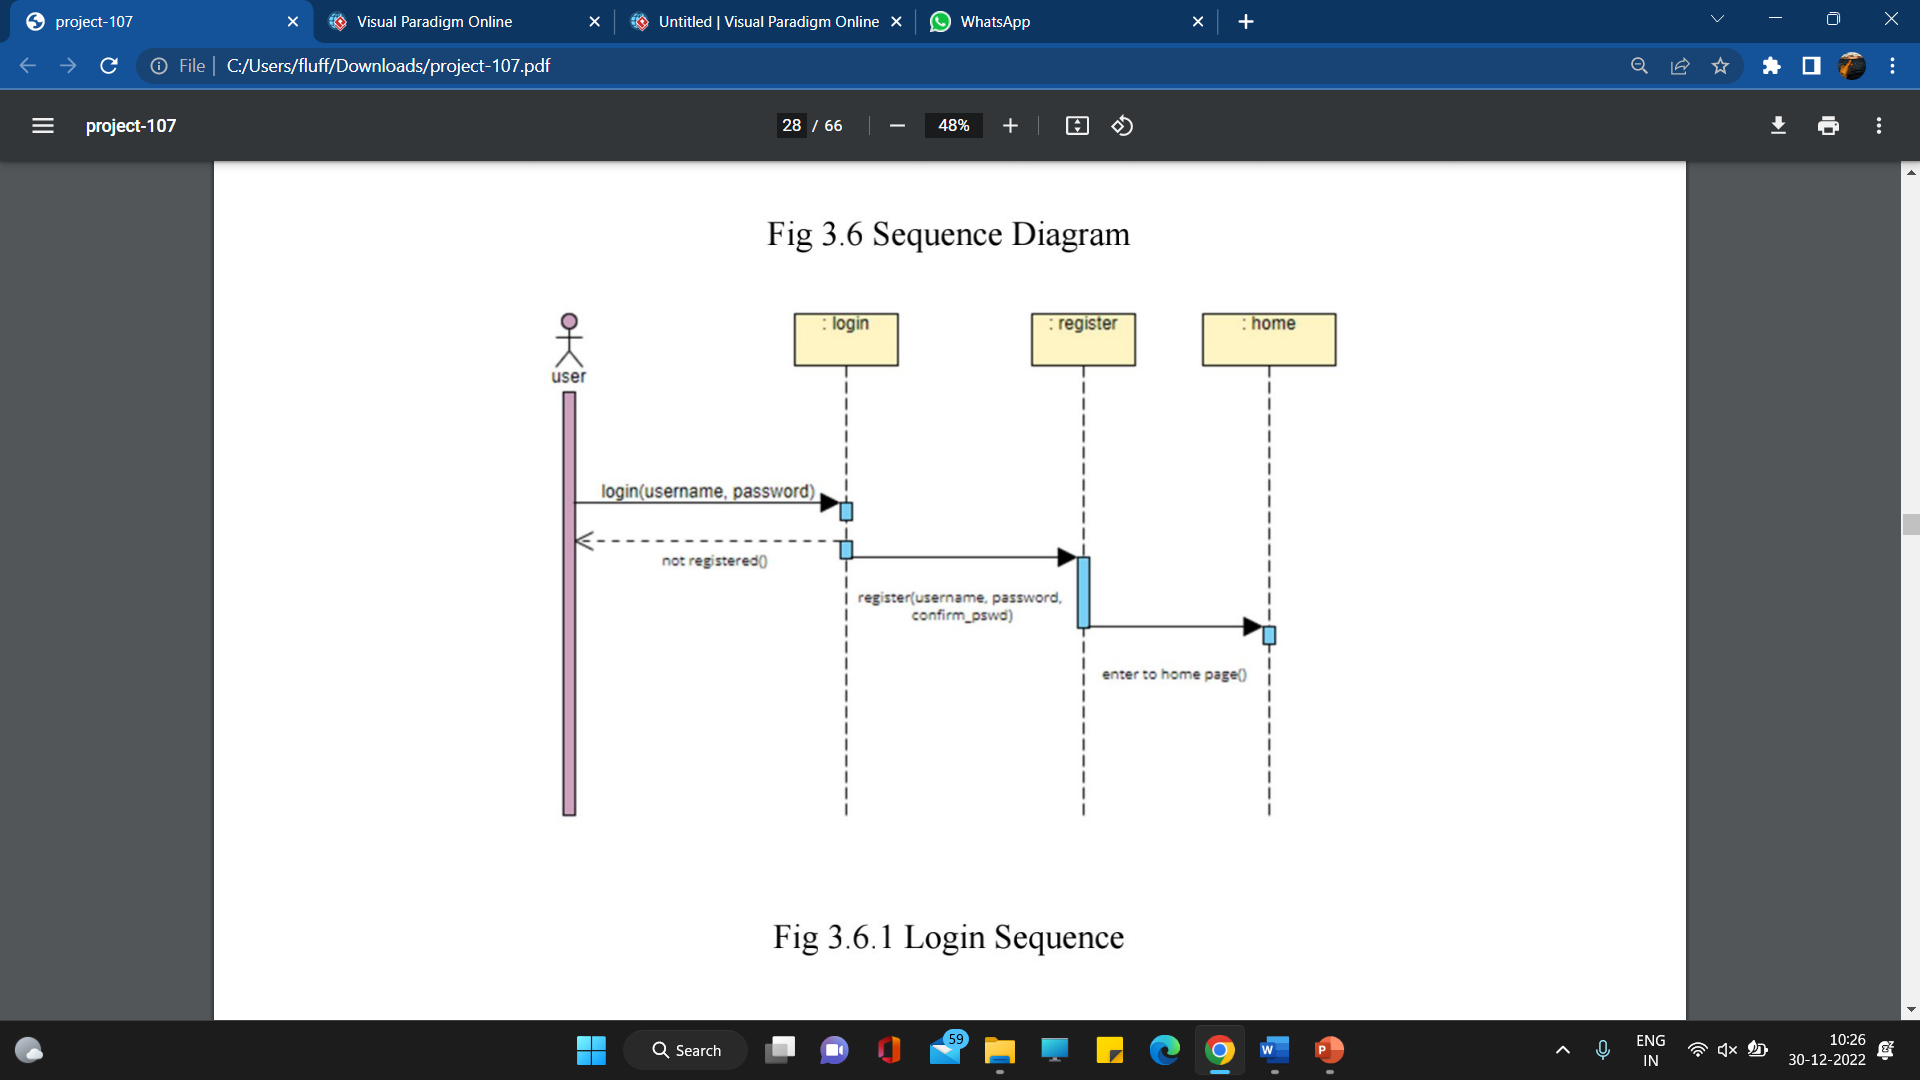 project-107
Visual Paradigm Online
Untitled | Visual Paradigm Online
WhatsApp
File | C:/Users/fluff/Downloads/project-107.pdf
project-107
28 / 66
48%
Fig 3.6 Sequence Diagram
: login
: register
: home
user
login(username, password)
not registered()
register(username, password,
confirm_pswd)
enter to home page()
Fig 3.6.1 Login Sequence
Search
59
ENG
IN
10:26
30-12-2022